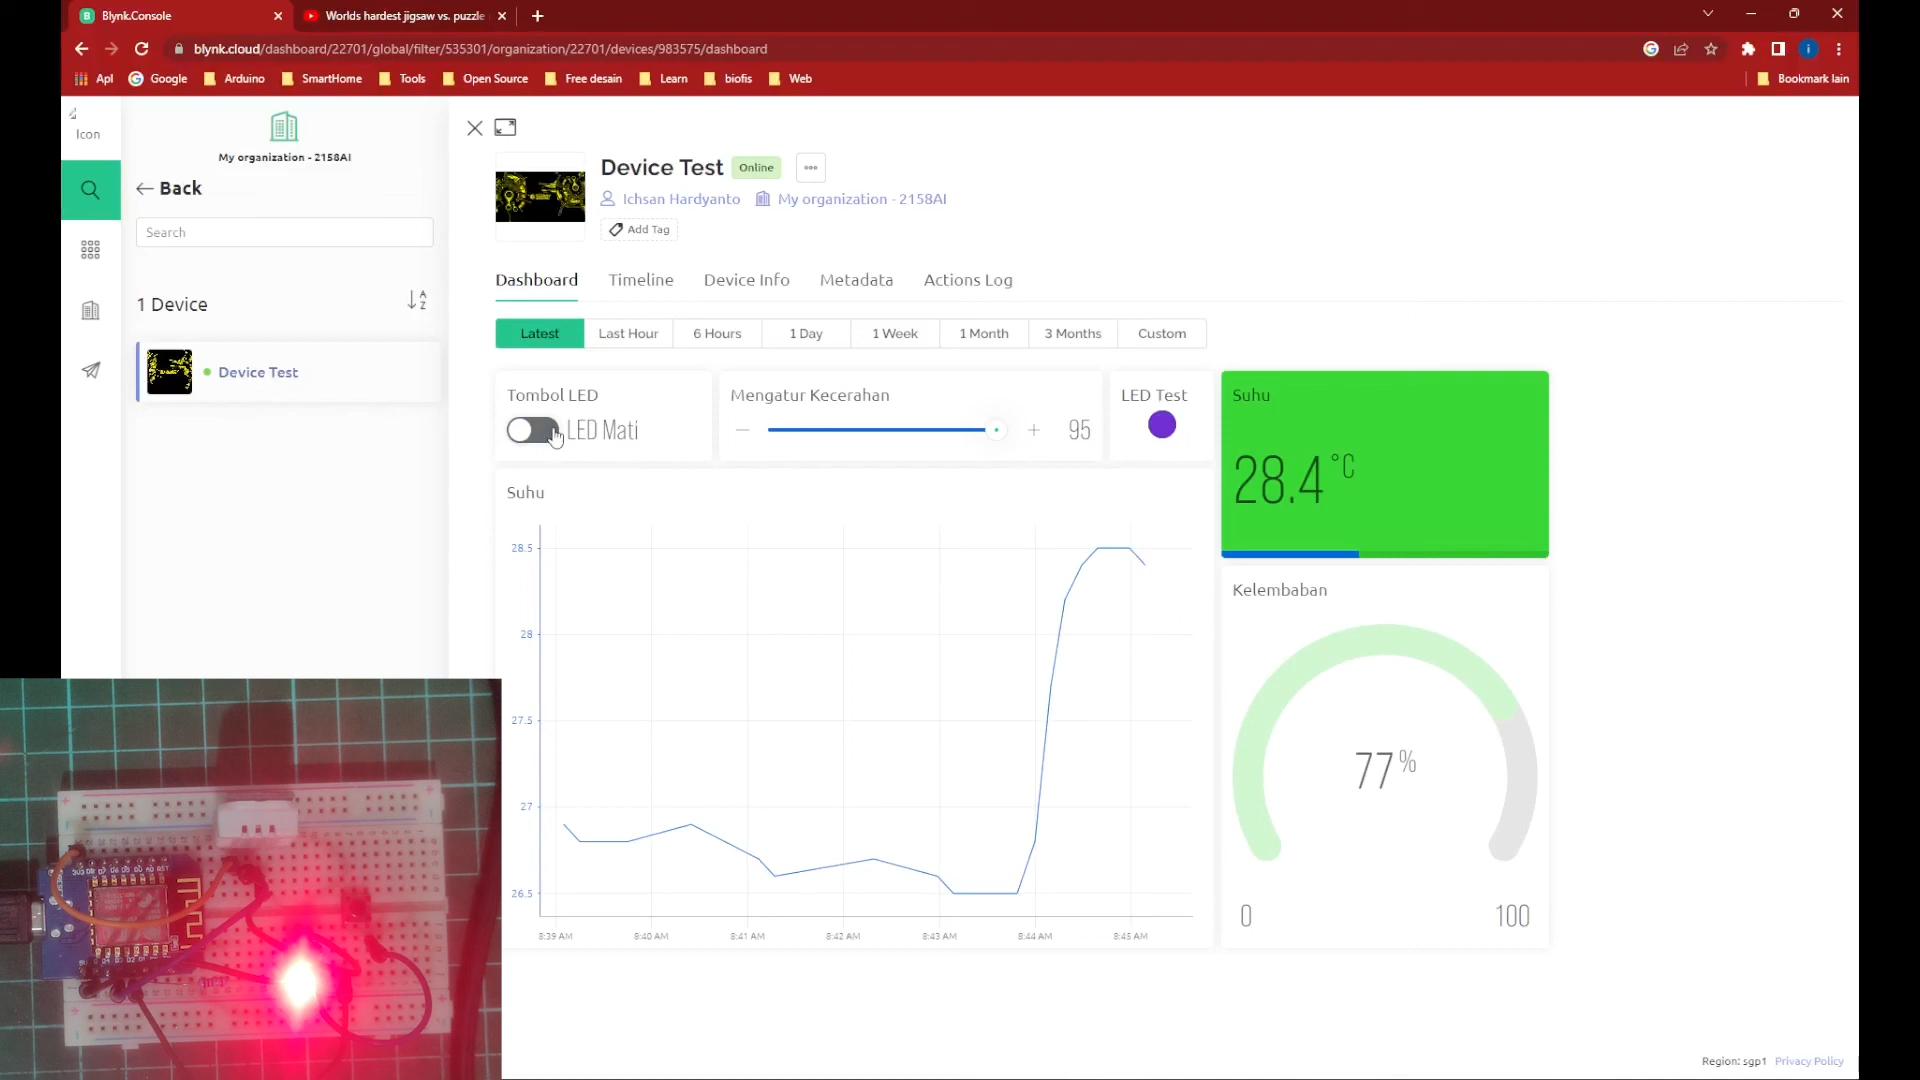 Blynk.Console
Worlds hardest jigsaw vs. puzzle
blynk.cloud/dashboard/22701/global/filter/535301/organization/22701/devices/983575/dashboard
Apl
Google
Arduino
SmartHome
Tools
Open Source
Free desain
Learn
biofis
Web
Bookmark lain
Icon
My organization - 2158AI
Back
Search
1 Device
Device Test
Device Test
Online
Ichsan Hardyanto
My organization - 2158AI
Add Tag
Dashboard
Timeline
Device Info
Metadata
Actions Log
Latest
Last Hour
6 Hours
1 Day
1 Week
1 Month
3 Months
Custom
Tombol LED
LED Mati
Mengatur Kecerahan
95
LED Test
Suhu
28.4 °C
Suhu
28.5
28
27.5
27
26.5
8:39 AM
8:40 AM
8:41 AM
8:42 AM
8:43 AM
8:44 AM
8:45 AM
Kelembaban
77 %
0
100
Region: sgp1
Privacy Policy